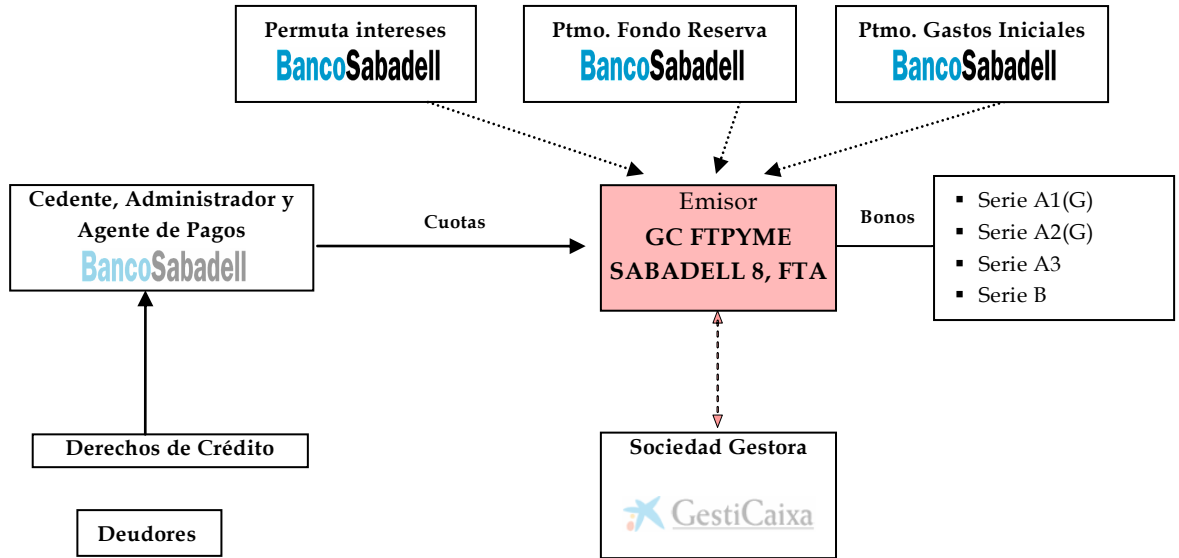 Permuta intereses
BancoSabadell
Ptmo. Fondo Reserva
BancoSabadell
Ptmo. Gastos Iniciales
BancoSabadell
Cedente, Administrador y
Agente de Pagos
BancoSabadell
Cuotas
Emisor
GC FTPYME
SABADELL 8, FTA
Bonos
▪ Serie A1(G)
▪ Serie A2(G)
▪ Serie A3
▪ Serie B
Derechos de Crédito
Sociedad Gestora
GestiCaixa
Deudores